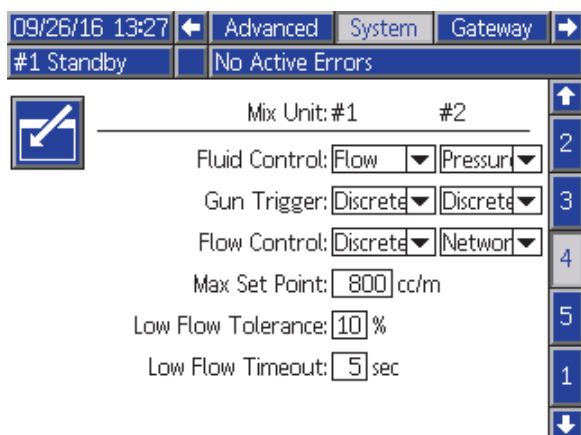 09/26/16 13:27 Advanced System Gateway
#1 Standby No Active Errors
Mix Unit: #1 #2
2
Fluid Control: Flow Pressur
Gun Trigger: Discrete Discrete
3
Flow Control: Discrete Networ
4
Max Set Point: 800 cc/m
Low Flow Tolerance: 10 %
5
Low Flow Timeout: 5 sec
1